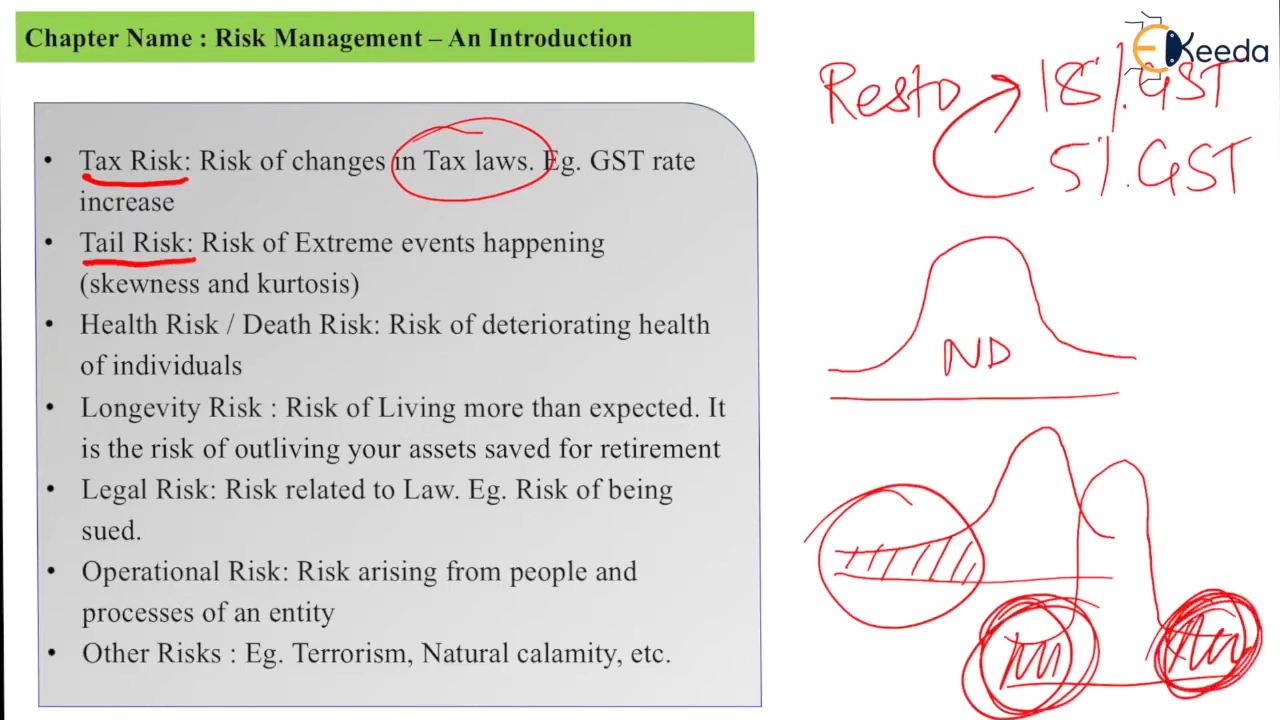 Chapter Name : Risk Management – An Introduction
EKeeda
Resto 18%.GST
5%.GST
• Tax Risk: Risk of changes in Tax laws. Eg. GST rate
increase
• Tail Risk: Risk of Extreme events happening
(skewness and kurtosis)
• Health Risk / Death Risk: Risk of deteriorating health
of individuals
• Longevity Risk : Risk of Living more than expected. It
is the risk of outliving your assets saved for retirement
• Legal Risk: Risk related to Law. Eg. Risk of being
sued.
• Operational Risk: Risk arising from people and
processes of an entity
• Other Risks : Eg. Terrorism, Natural calamity, etc.
ND